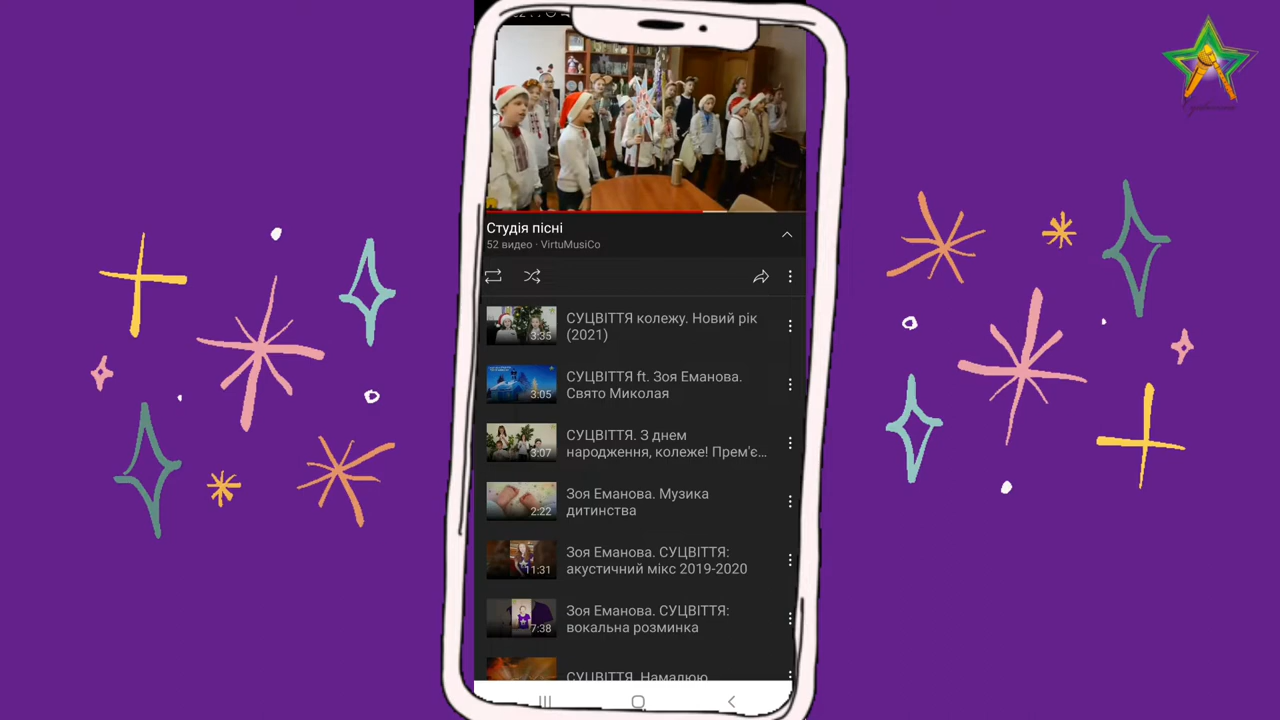 Студія пісні
52 видео · VirtuMusiCo
СУЦВІТТЯ колежу. Новий рік
(2021)
3:35
СУЦВІТТЯ ft. Зоя Еманова.
Свято Миколая
3:05
СУЦВІТТЯ. З днем
народження, колеже! Прем'є...
3:07
Зоя Еманова. Музика
дитинства
2:22
Зоя Еманова. СУЦВІТТЯ:
акустичний мікс 2019-2020
11:31
Зоя Еманова. СУЦВІТТЯ:
вокальна розминка
7:38
СУЦВІТТЯ. Намалюю